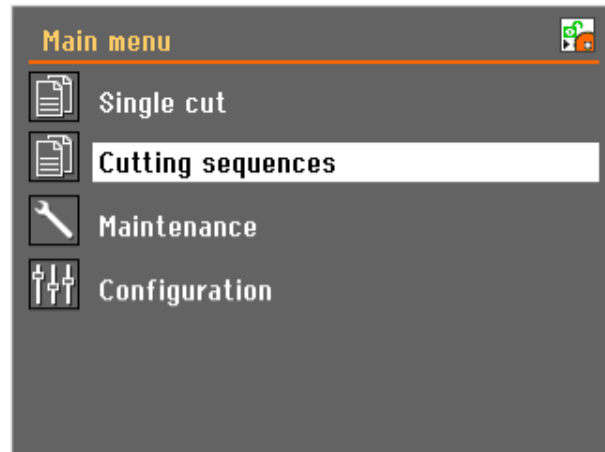 Main menu
Single cut
Cutting sequences
Maintenance
Configuration